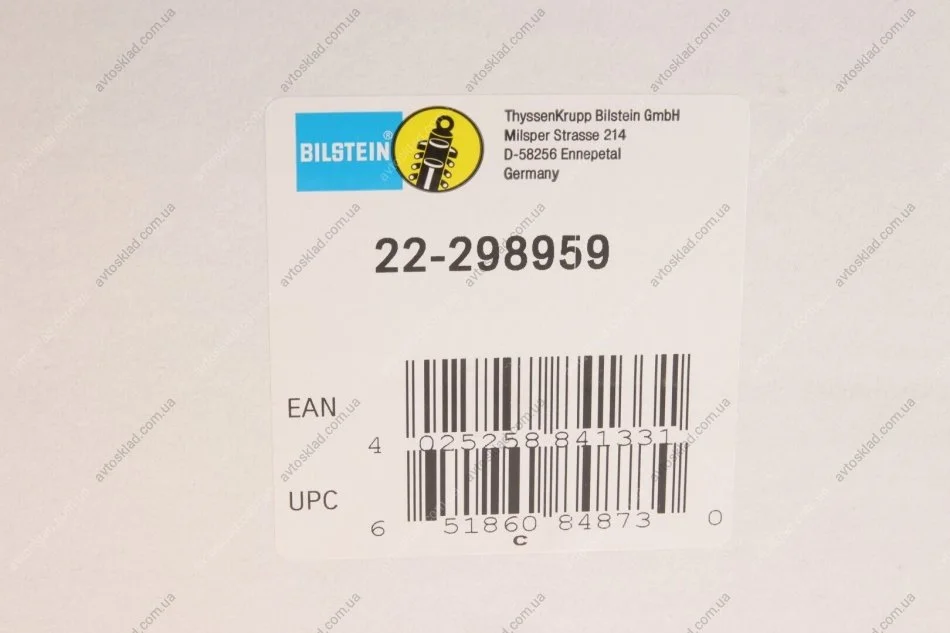 BILSTEIN®
ThyssenKrupp Bilstein GmbH
Milsper Strasse 214
D-58256 Ennepetal
Germany
22-298959
EAN
4 025258 841331
UPC
6 51860 84873 0
C
avtosklad.com.ua